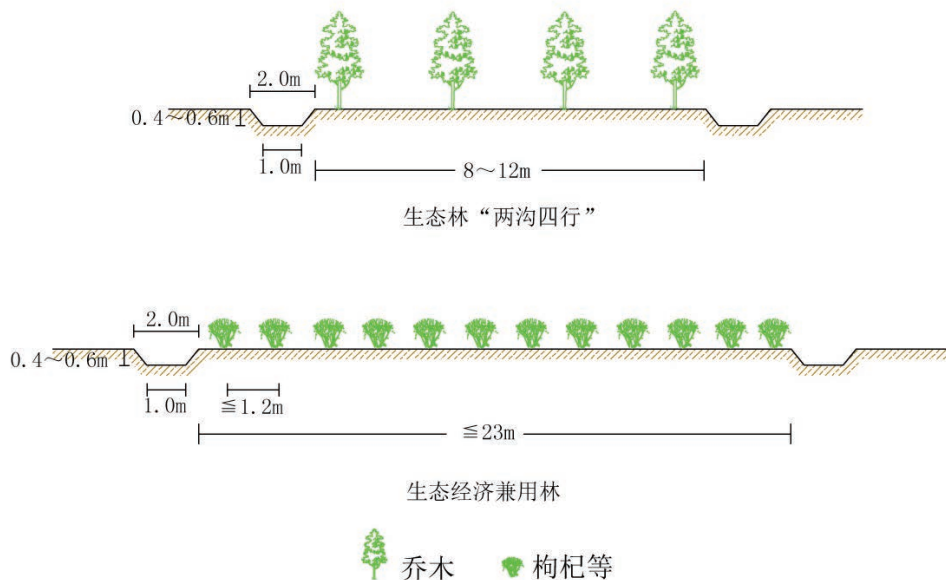 2.0m
0.4～0.6m
1.0m
8～12m
生态林“两沟四行”
2.0m
0.4～0.6m
1.0m
≦1.2m
≦23m
生态经济兼用林
乔木
枸杞等